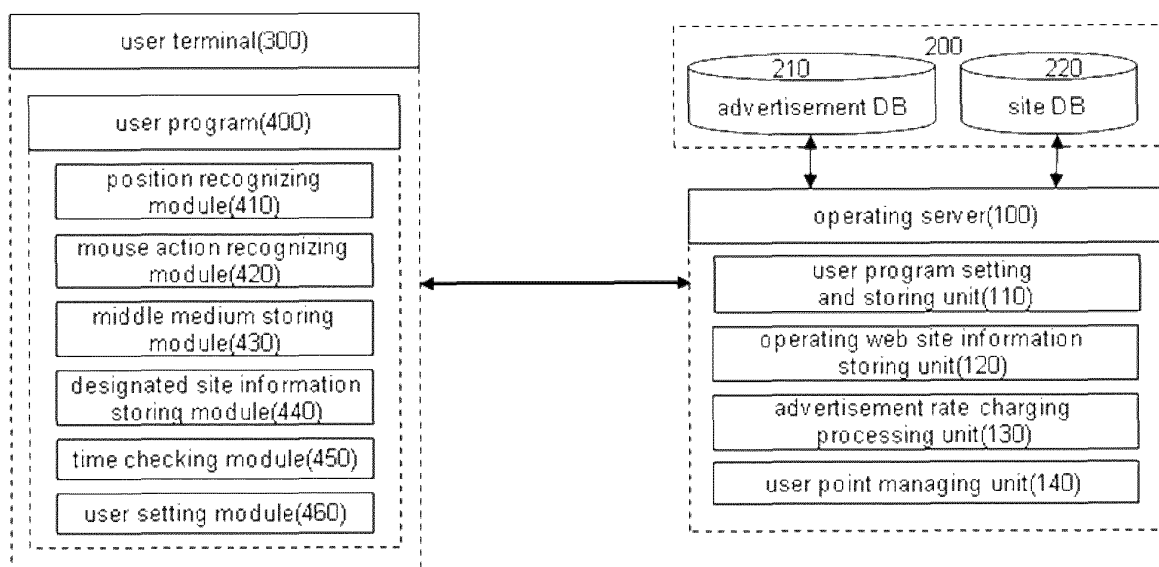 user terminal(300)
user program(400)
position recognizing
module(410)
mouse action recognizing
module(420)
middle medium storing
module(430)
designated site information
storing module(440)
time checking module(450)
user setting module(460)
200
210
advertisement DB
220
site DB
operating server(100)
user program setting
and storing unit(110)
operating web site information
storing unit(120)
advertisement rate charging
processing unit(130)
user point managing unit(140)